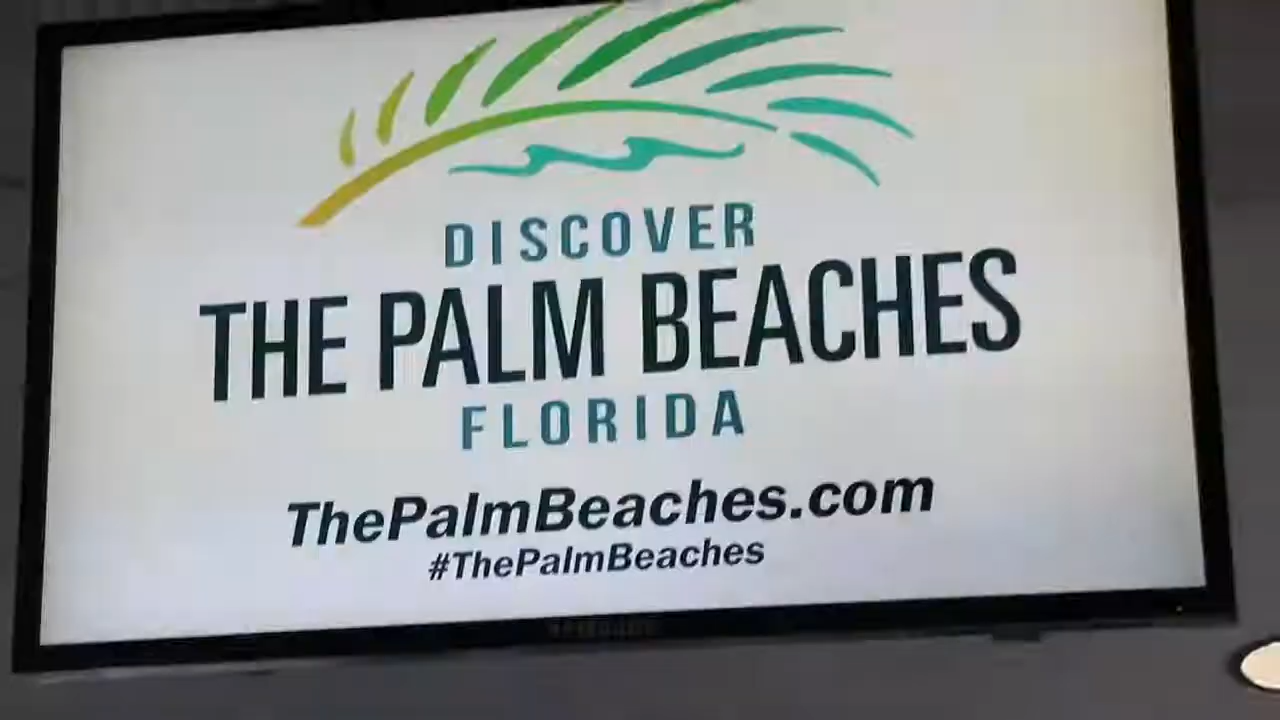 DISCOVER
THE PALM BEACHES
FLORIDA
ThePalmBeaches.com
#ThePalmBeaches